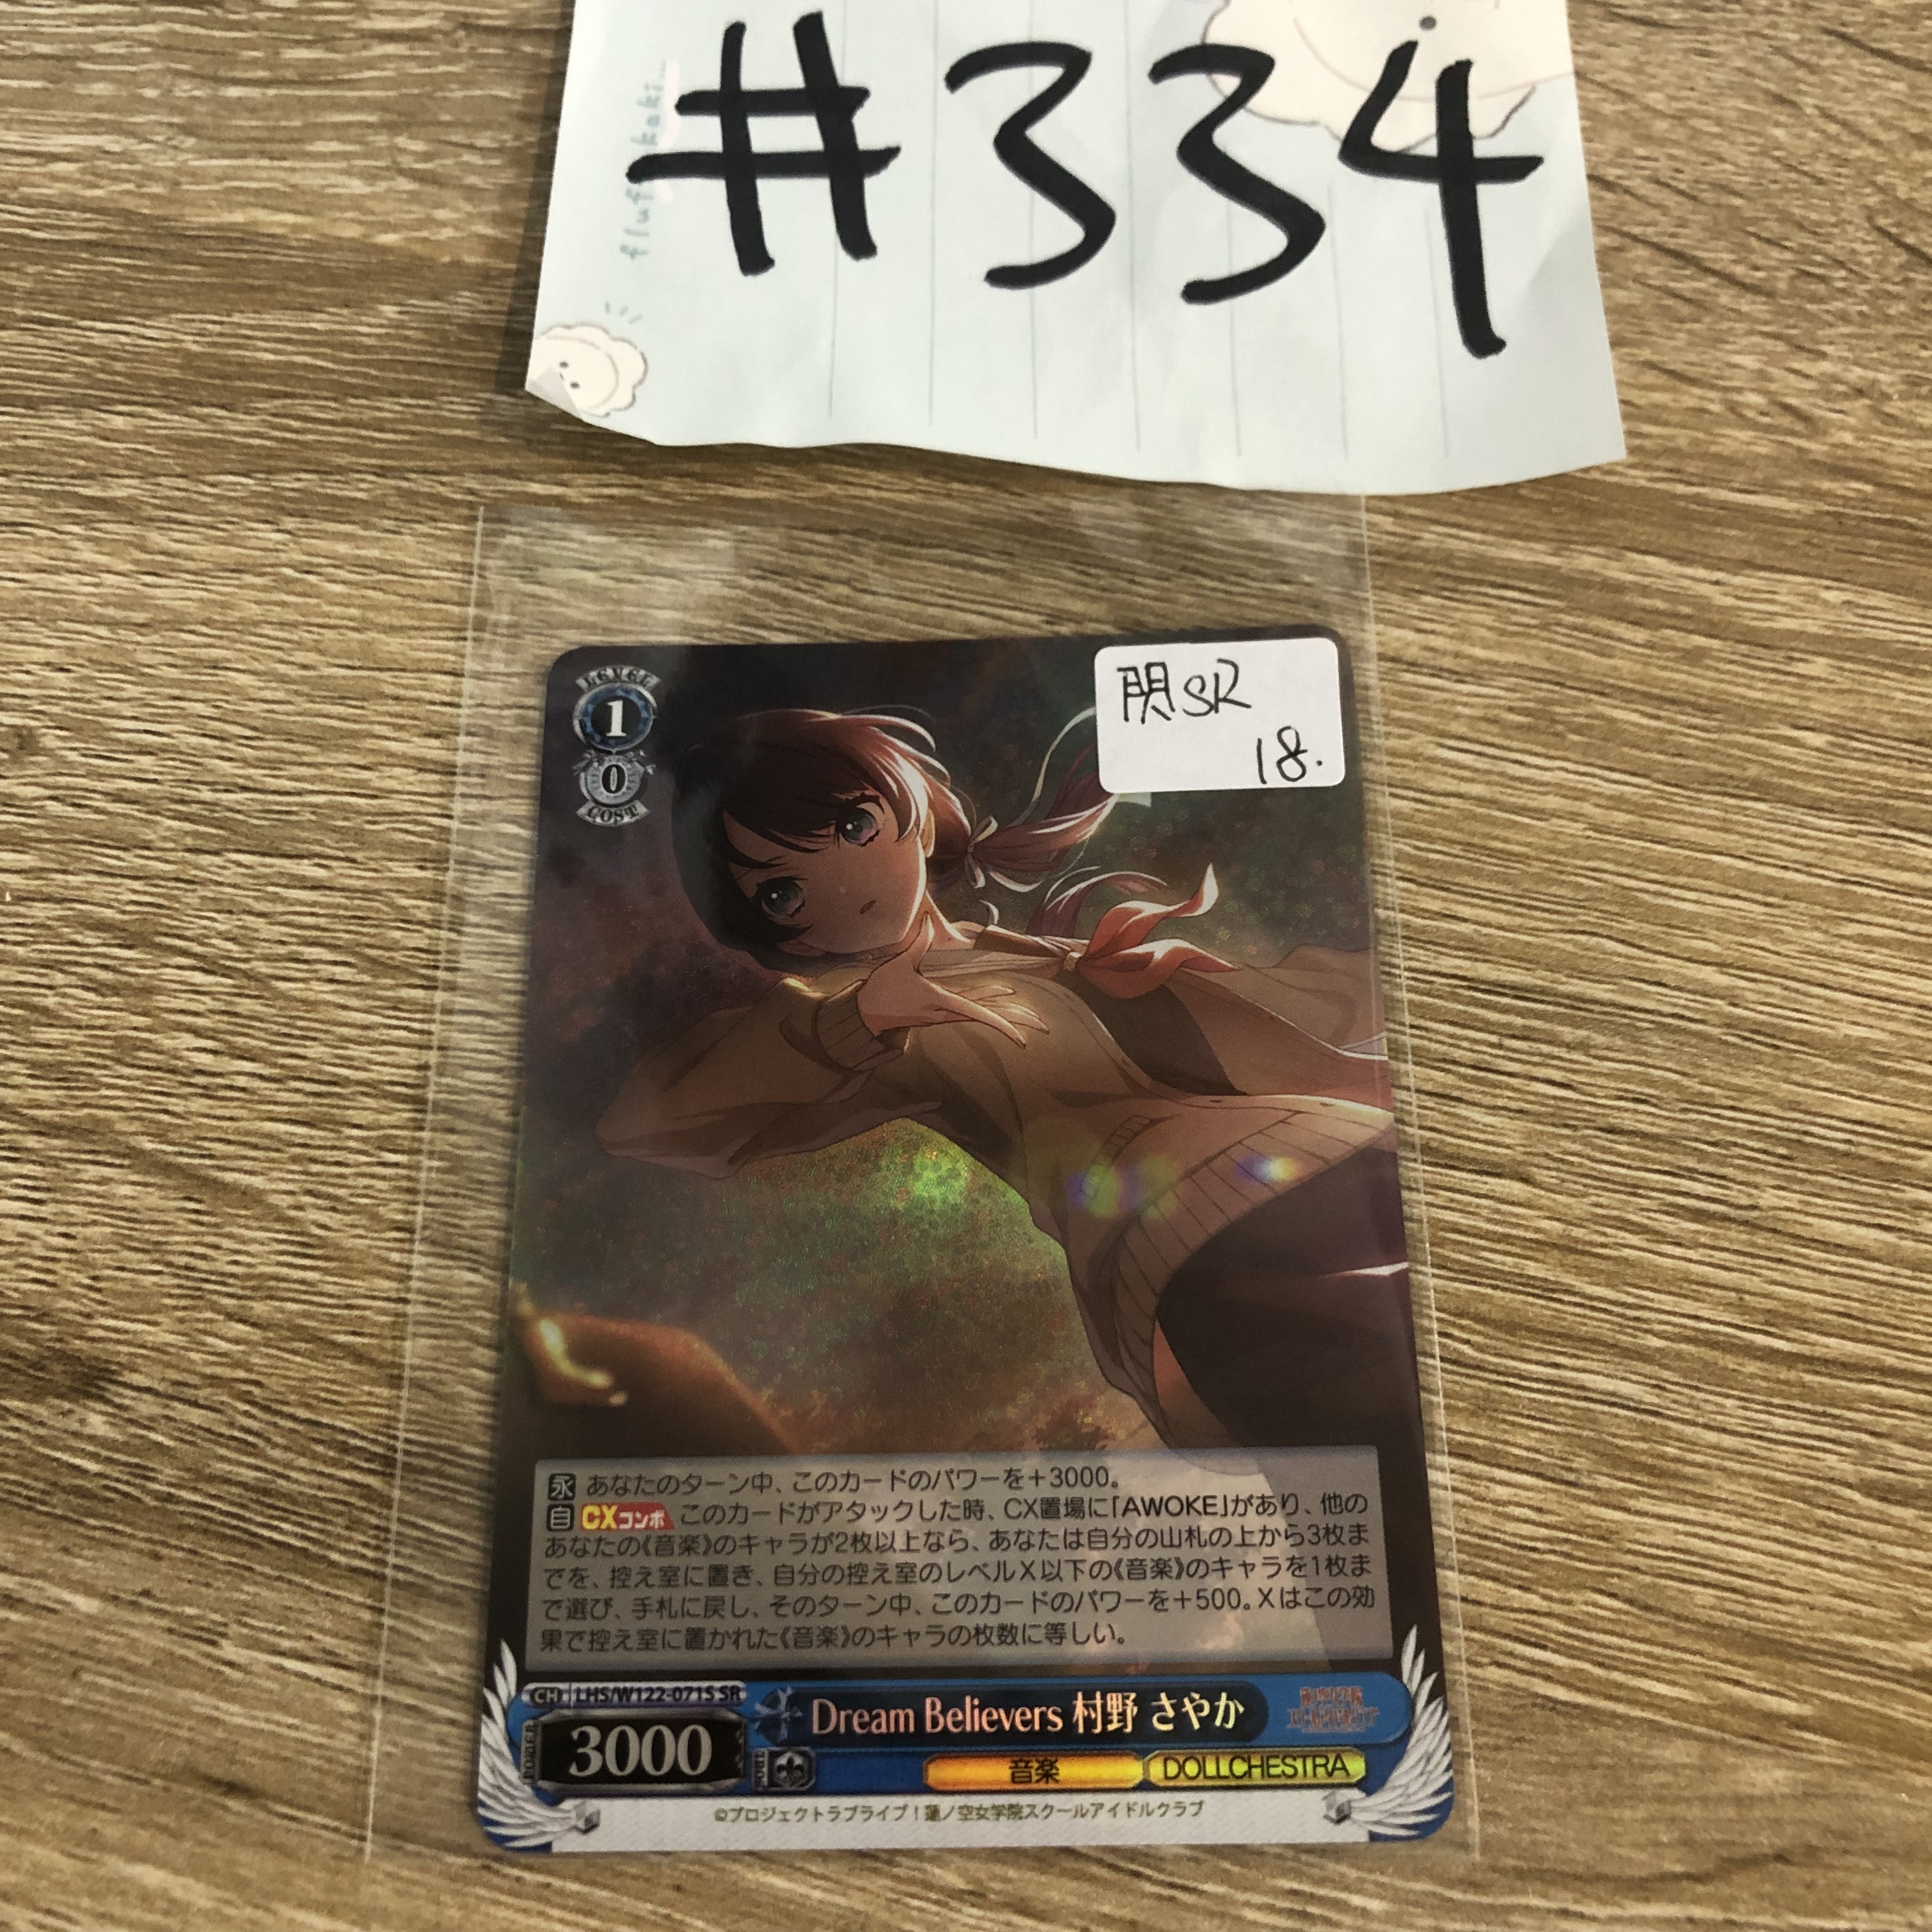 #334
fluffy kaki...
閃SR
18.
LEVEL
1
0
COST
永 あなたのターン中、このカードのパワーを+3000。
自 CXコンボ このカードがアタックした時、CX置場に「AWOKE」があり、他の
あなたの《音楽》のキャラが2枚以上なら、あなたは自分の山札の上から3枚ま
でを、控え室に置き、自分の控え室のレベルX以下の《音楽》のキャラを1枚ま
で選び、手札に戻し、そのターン中、このカードのパワーを+500。Xはこの効
果で控え室に置かれた《音楽》のキャラの枚数に等しい。
CH LHS/W122-071S SR
Dream Believers 村野 さやか
POWER
3000
SOUL
音楽
DOLLCHESTRA
©プロジェクトラブライブ!蓮ノ空女学院スクールアイドルクラブ